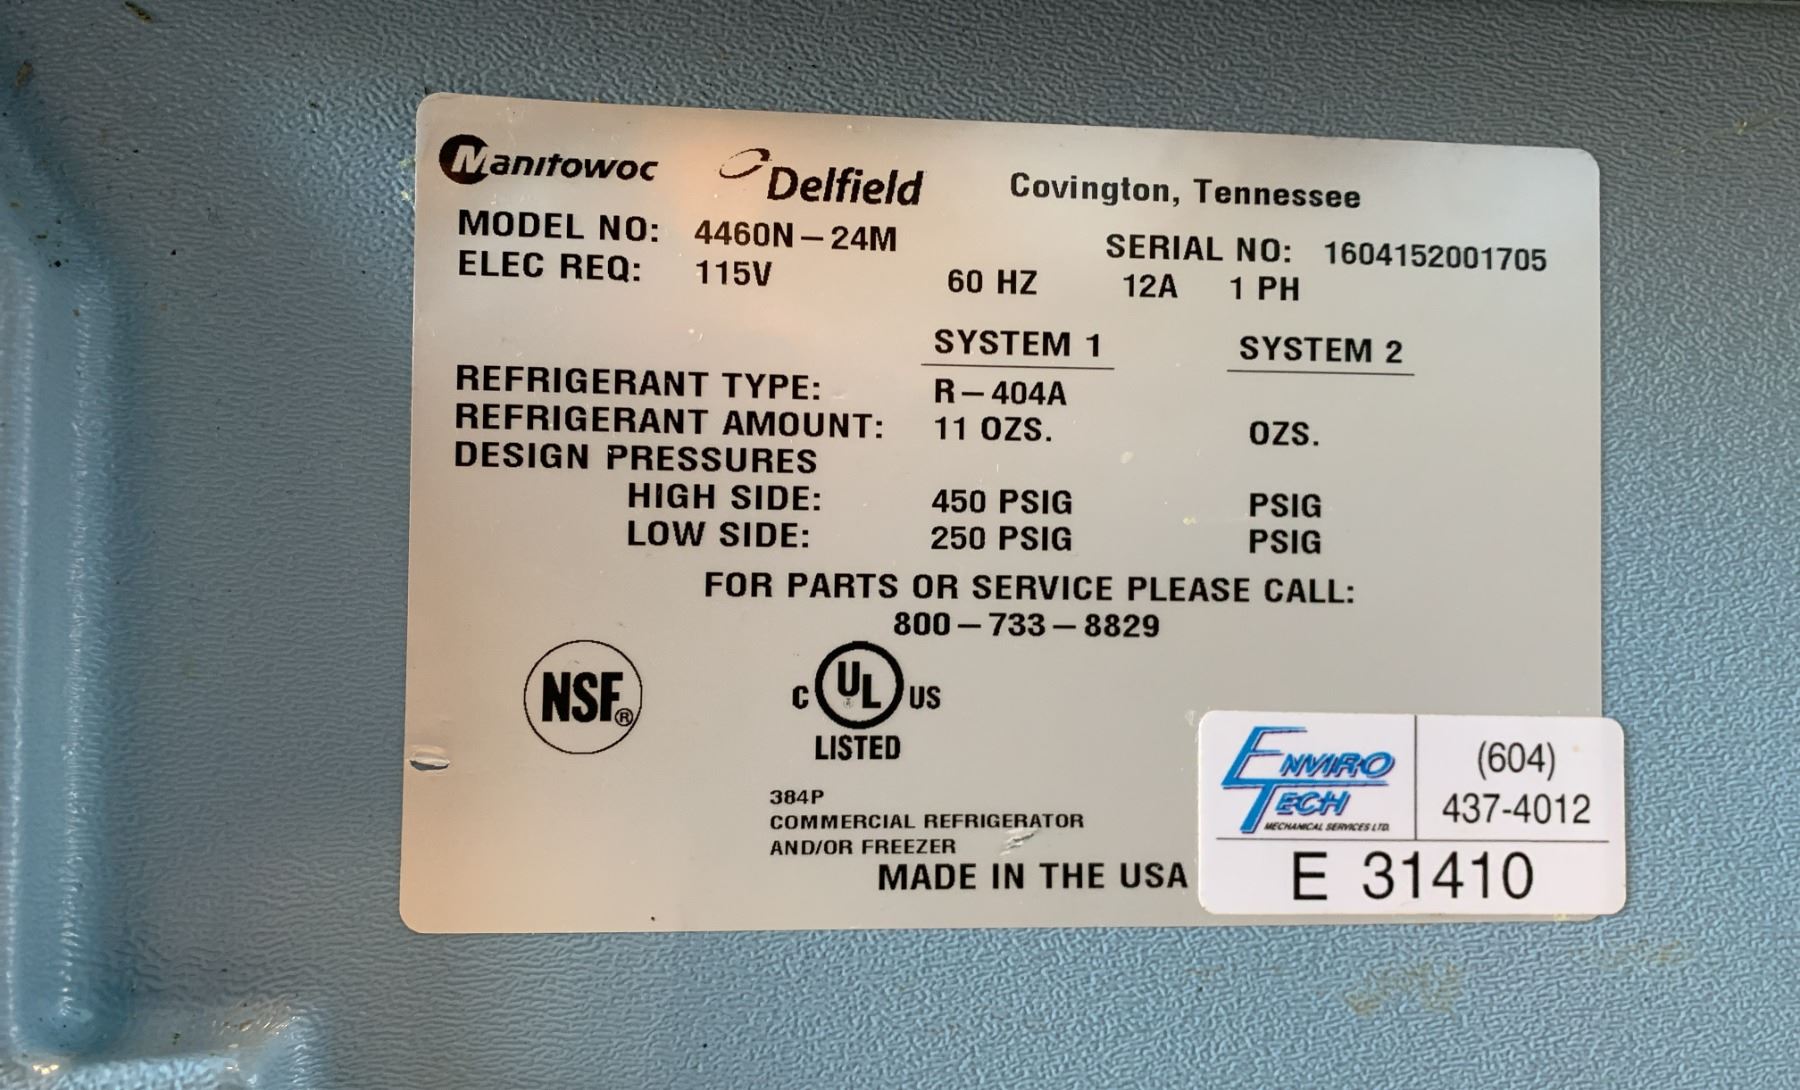 Manitowoc Delfield Covington, Tennessee
MODEL NO: 4460N-24M SERIAL NO: 1604152001705
ELEC REQ: 115V 60 HZ 12A 1 PH
SYSTEM 1 SYSTEM 2
REFRIGERANT TYPE: R-404A
REFRIGERANT AMOUNT: 11 OZS. OZS.
DESIGN PRESSURES
HIGH SIDE: 450 PSIG PSIG
LOW SIDE: 250 PSIG PSIG
FOR PARTS OR SERVICE PLEASE CALL:
800-733-8829
NSF®
C UL US
LISTED
384P
COMMERCIAL REFRIGERATOR
AND/OR FREEZER
MADE IN THE USA
ENVIRO
TECH
MECHANICAL SERVICES LTD.
(604)
437-4012
E 31410